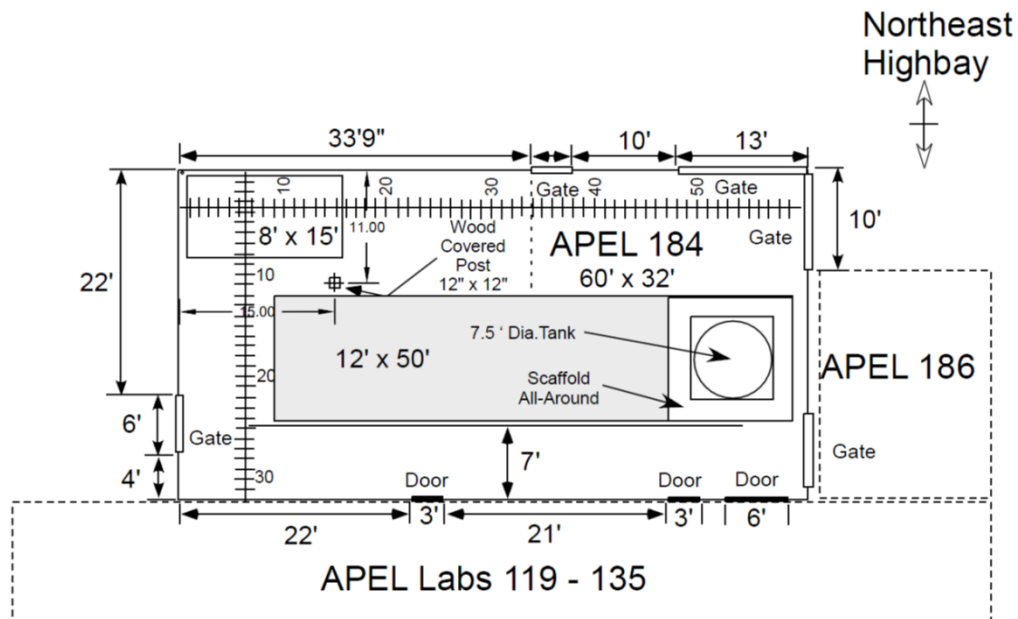 Northeast
Highbay
33'9"
10'
13'
10
20
30
40
50
Gate
Gate
8' x 15'
11.00
Wood
Covered
Post
12" x 12"
APEL 184
60' x 32'
Gate
10'
22'
10
15.00
12' x 50'
7.5 ‘ Dia.Tank
Scaffold
All-Around
APEL 186
20
6'
Gate
4'
30
7'
Gate
Door
Door
Door
22'
3'
21'
3'
6'
APEL Labs 119 - 135